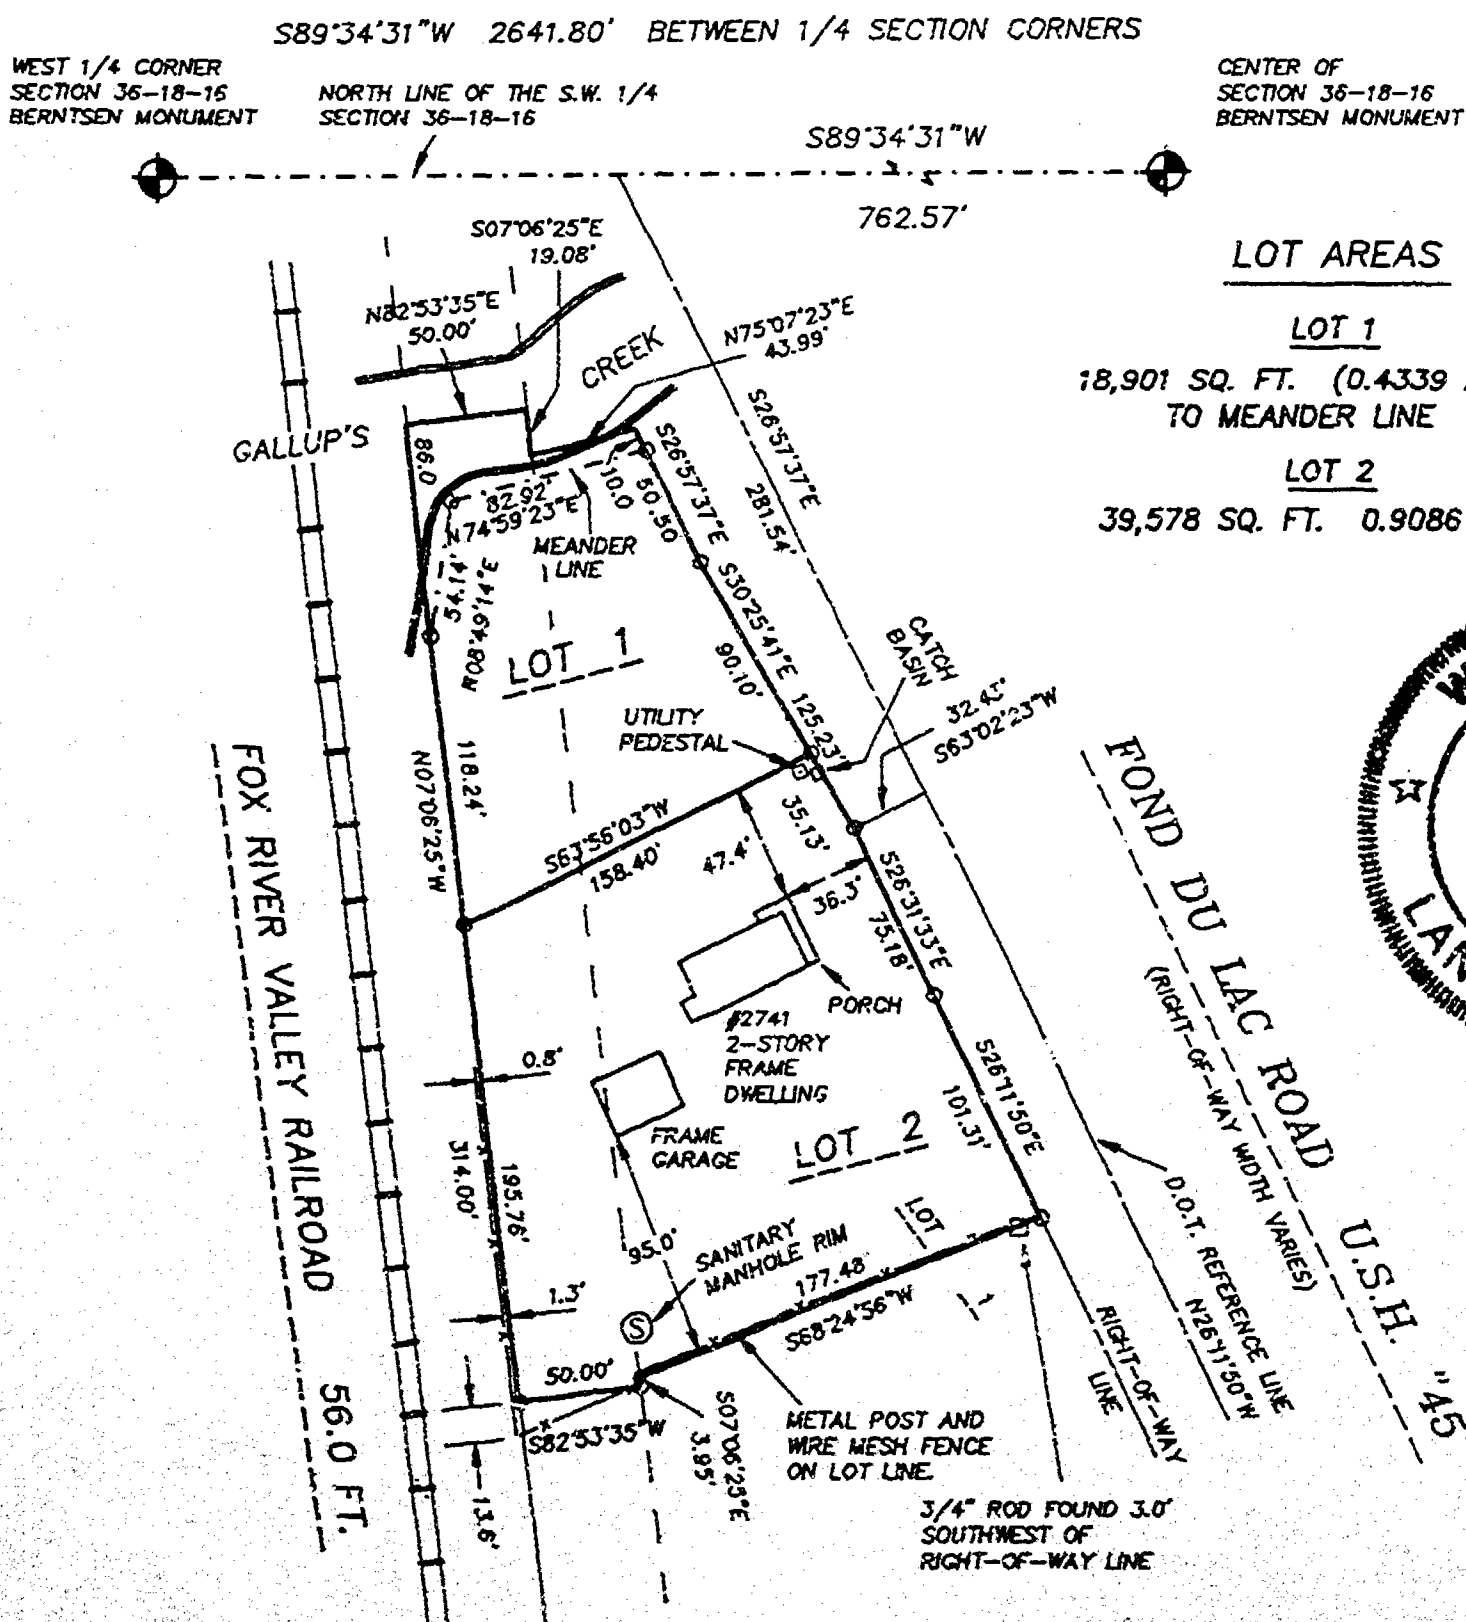 S89°34'31"W 2641.80' BETWEEN 1/4 SECTION CORNERS
WEST 1/4 CORNER
SECTION 36-18-16
BERNTSEN MONUMENT
NORTH LINE OF THE S.W. 1/4
SECTION 36-18-16
CENTER OF
SECTION 36-18-16
BERNTSEN MONUMENT
S89°34'31"W
762.57'
LOT AREAS
LOT 1
18,901 SQ. FT. (0.4339
TO MEANDER LINE
LOT 2
39,578 SQ. FT. 0.9086
S07°06'25"E
19.08'
N82°53'35"E
50.00'
N75°07'23"E
43.99'
GALLUP'S
CREEK
86.0
82.92'
N74°59'23"E
10.0
S26°57'37"E
50.50
S26°57'37"E
281.54'
MEANDER
LINE
54.14'
N08°49'14"E
LOT 1
S30°25'41"E
90.10'
125.23'
CATCH
BASIN
32.43'
S63°02'23"W
UTILITY
PEDESTAL
118.24'
N07°06'25"W
S63°56'03"W
158.40'
35.13'
47.4'
36.3'
S26°31'33"E
75.18'
PORCH
#2741
2-STORY
FRAME
DWELLING
FRAME
GARAGE
0.8'
LOT 2
S26°11'50"E
101.31'
314.00'
195.76'
95.0'
SANITARY
MANHOLE RIM
S
177.48
S68°24'56"W
LOT
1
1.3'
50.00'
S82°53'35"W
S07°06'25"E
3.95'
13.6'
METAL POST AND
WIRE MESH FENCE
ON LOT LINE.
3/4" ROD FOUND 3.0'
SOUTHWEST OF
RIGHT-OF-WAY LINE
RIGHT-OF-WAY
LINE
D.O.T. REFERENCE LINE
N26°11'50"W
FOND DU LAC ROAD U.S.H. "45
(RIGHT-OF-WAY WIDTH VARIES)
FOX RIVER VALLEY RAILROAD 56.0 FT.
LAN